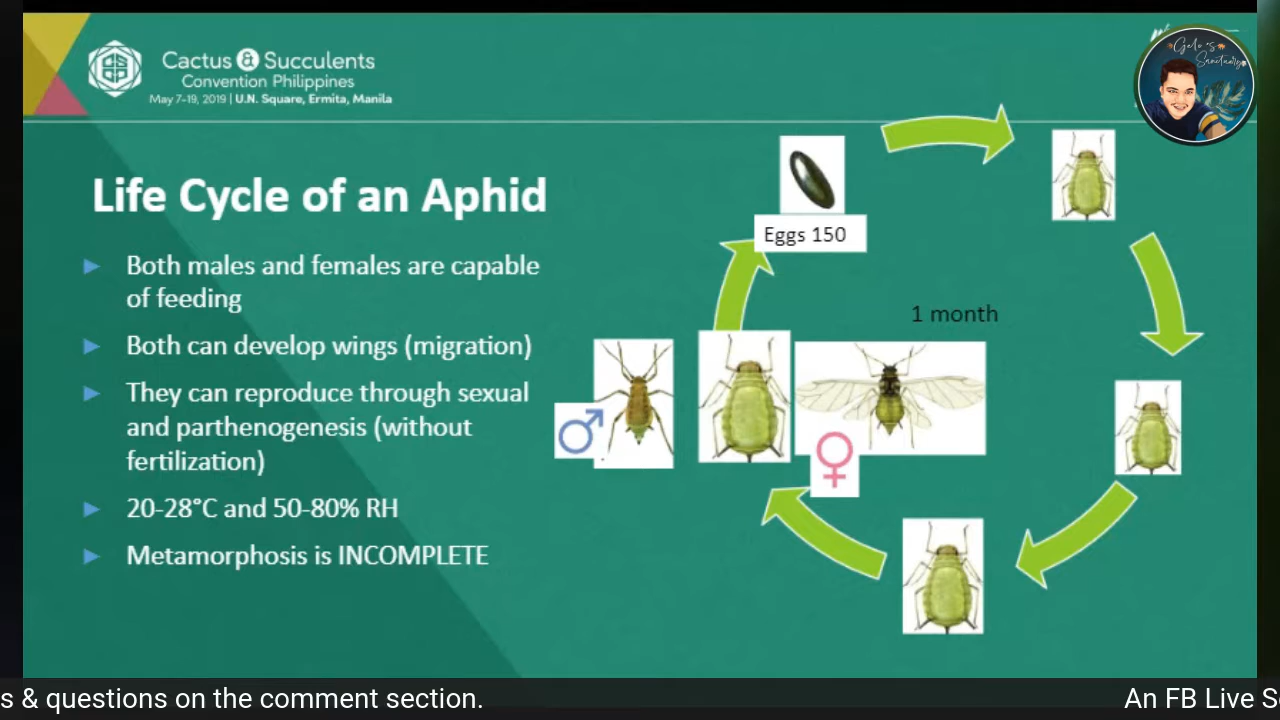 Cactus & Succulents
Convention Philippines
May 7-19, 2019 | U.N. Square, Ermita, Manila
Gelo's
Sanctuary
Life Cycle of an Aphid
Both males and females are capable
of feeding
Both can develop wings (migration)
They can reproduce through sexual
and parthenogenesis (without
fertilization)
20-28°C and 50-80% RH
Metamorphosis is INCOMPLETE
Eggs 150
1 month
s & questions on the comment section.
An FB Live S